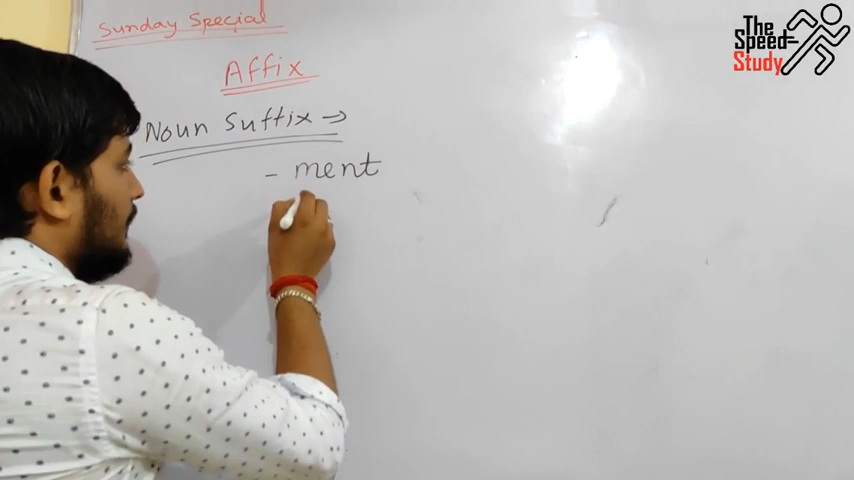 Sunday Special
Affix
Noun Suffix →
- ment
The
Speed
Study